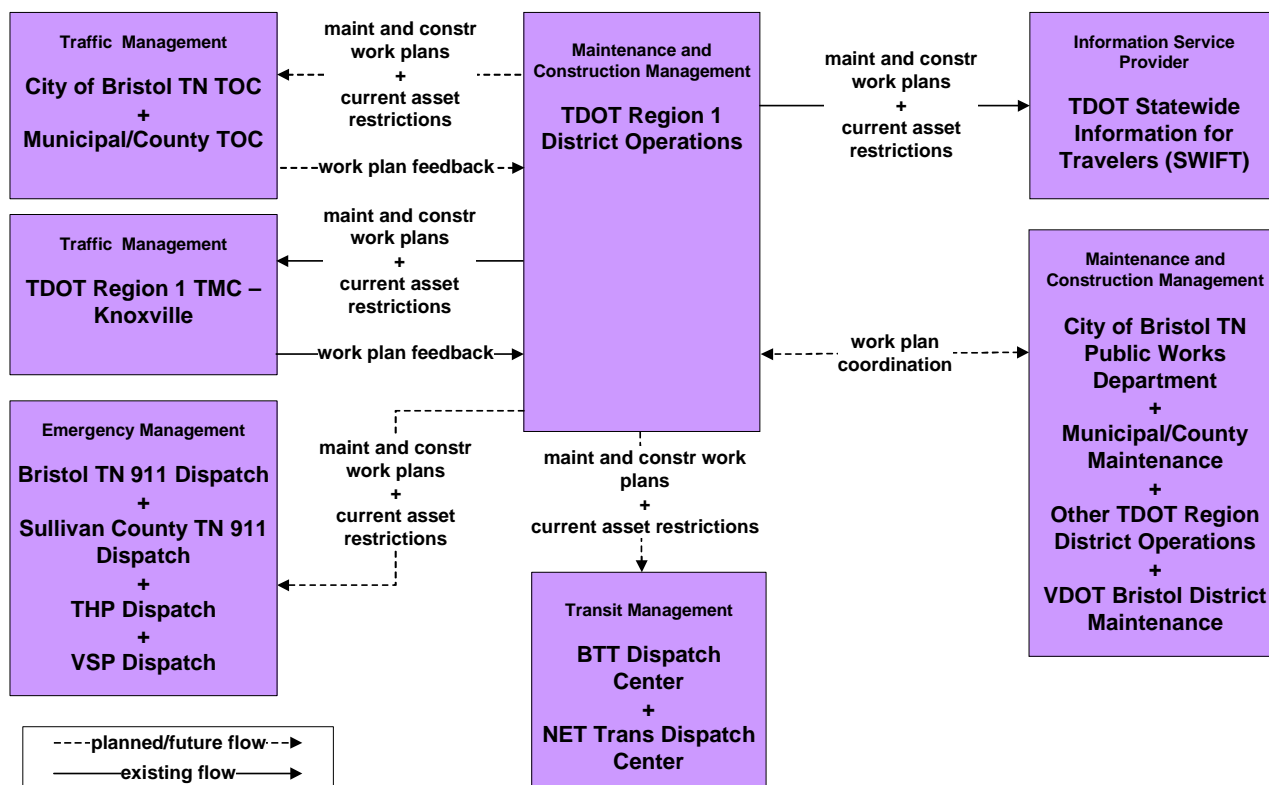 Traffic Management
City of Bristol TN TOC
+
Municipal/County TOC
maint and constr
work plans
+
current asset
restrictions
work plan feedback
Maintenance and
Construction Management
TDOT Region 1
District Operations
maint and constr
work plans
+
current asset
restrictions
Information Service
Provider
TDOT Statewide
Information for
Travelers (SWIFT)
Traffic Management
TDOT Region 1 TMC –
Knoxville
maint and constr
work plans
+
current asset
restrictions
work plan feedback
work plan
coordination
Maintenance and
Construction Management
City of Bristol TN
Public Works
Department
+
Municipal/County
Maintenance
+
Other TDOT Region
District Operations
+
VDOT Bristol District
Maintenance
Emergency Management
Bristol TN 911 Dispatch
+
Sullivan County TN 911
Dispatch
+
THP Dispatch
+
VSP Dispatch
maint and constr
work plans
+
current asset
restrictions
maint and constr work
plans
+
current asset restrictions
Transit Management
BTT Dispatch
Center
+
NET Trans Dispatch
Center
planned/future flow
existing flow